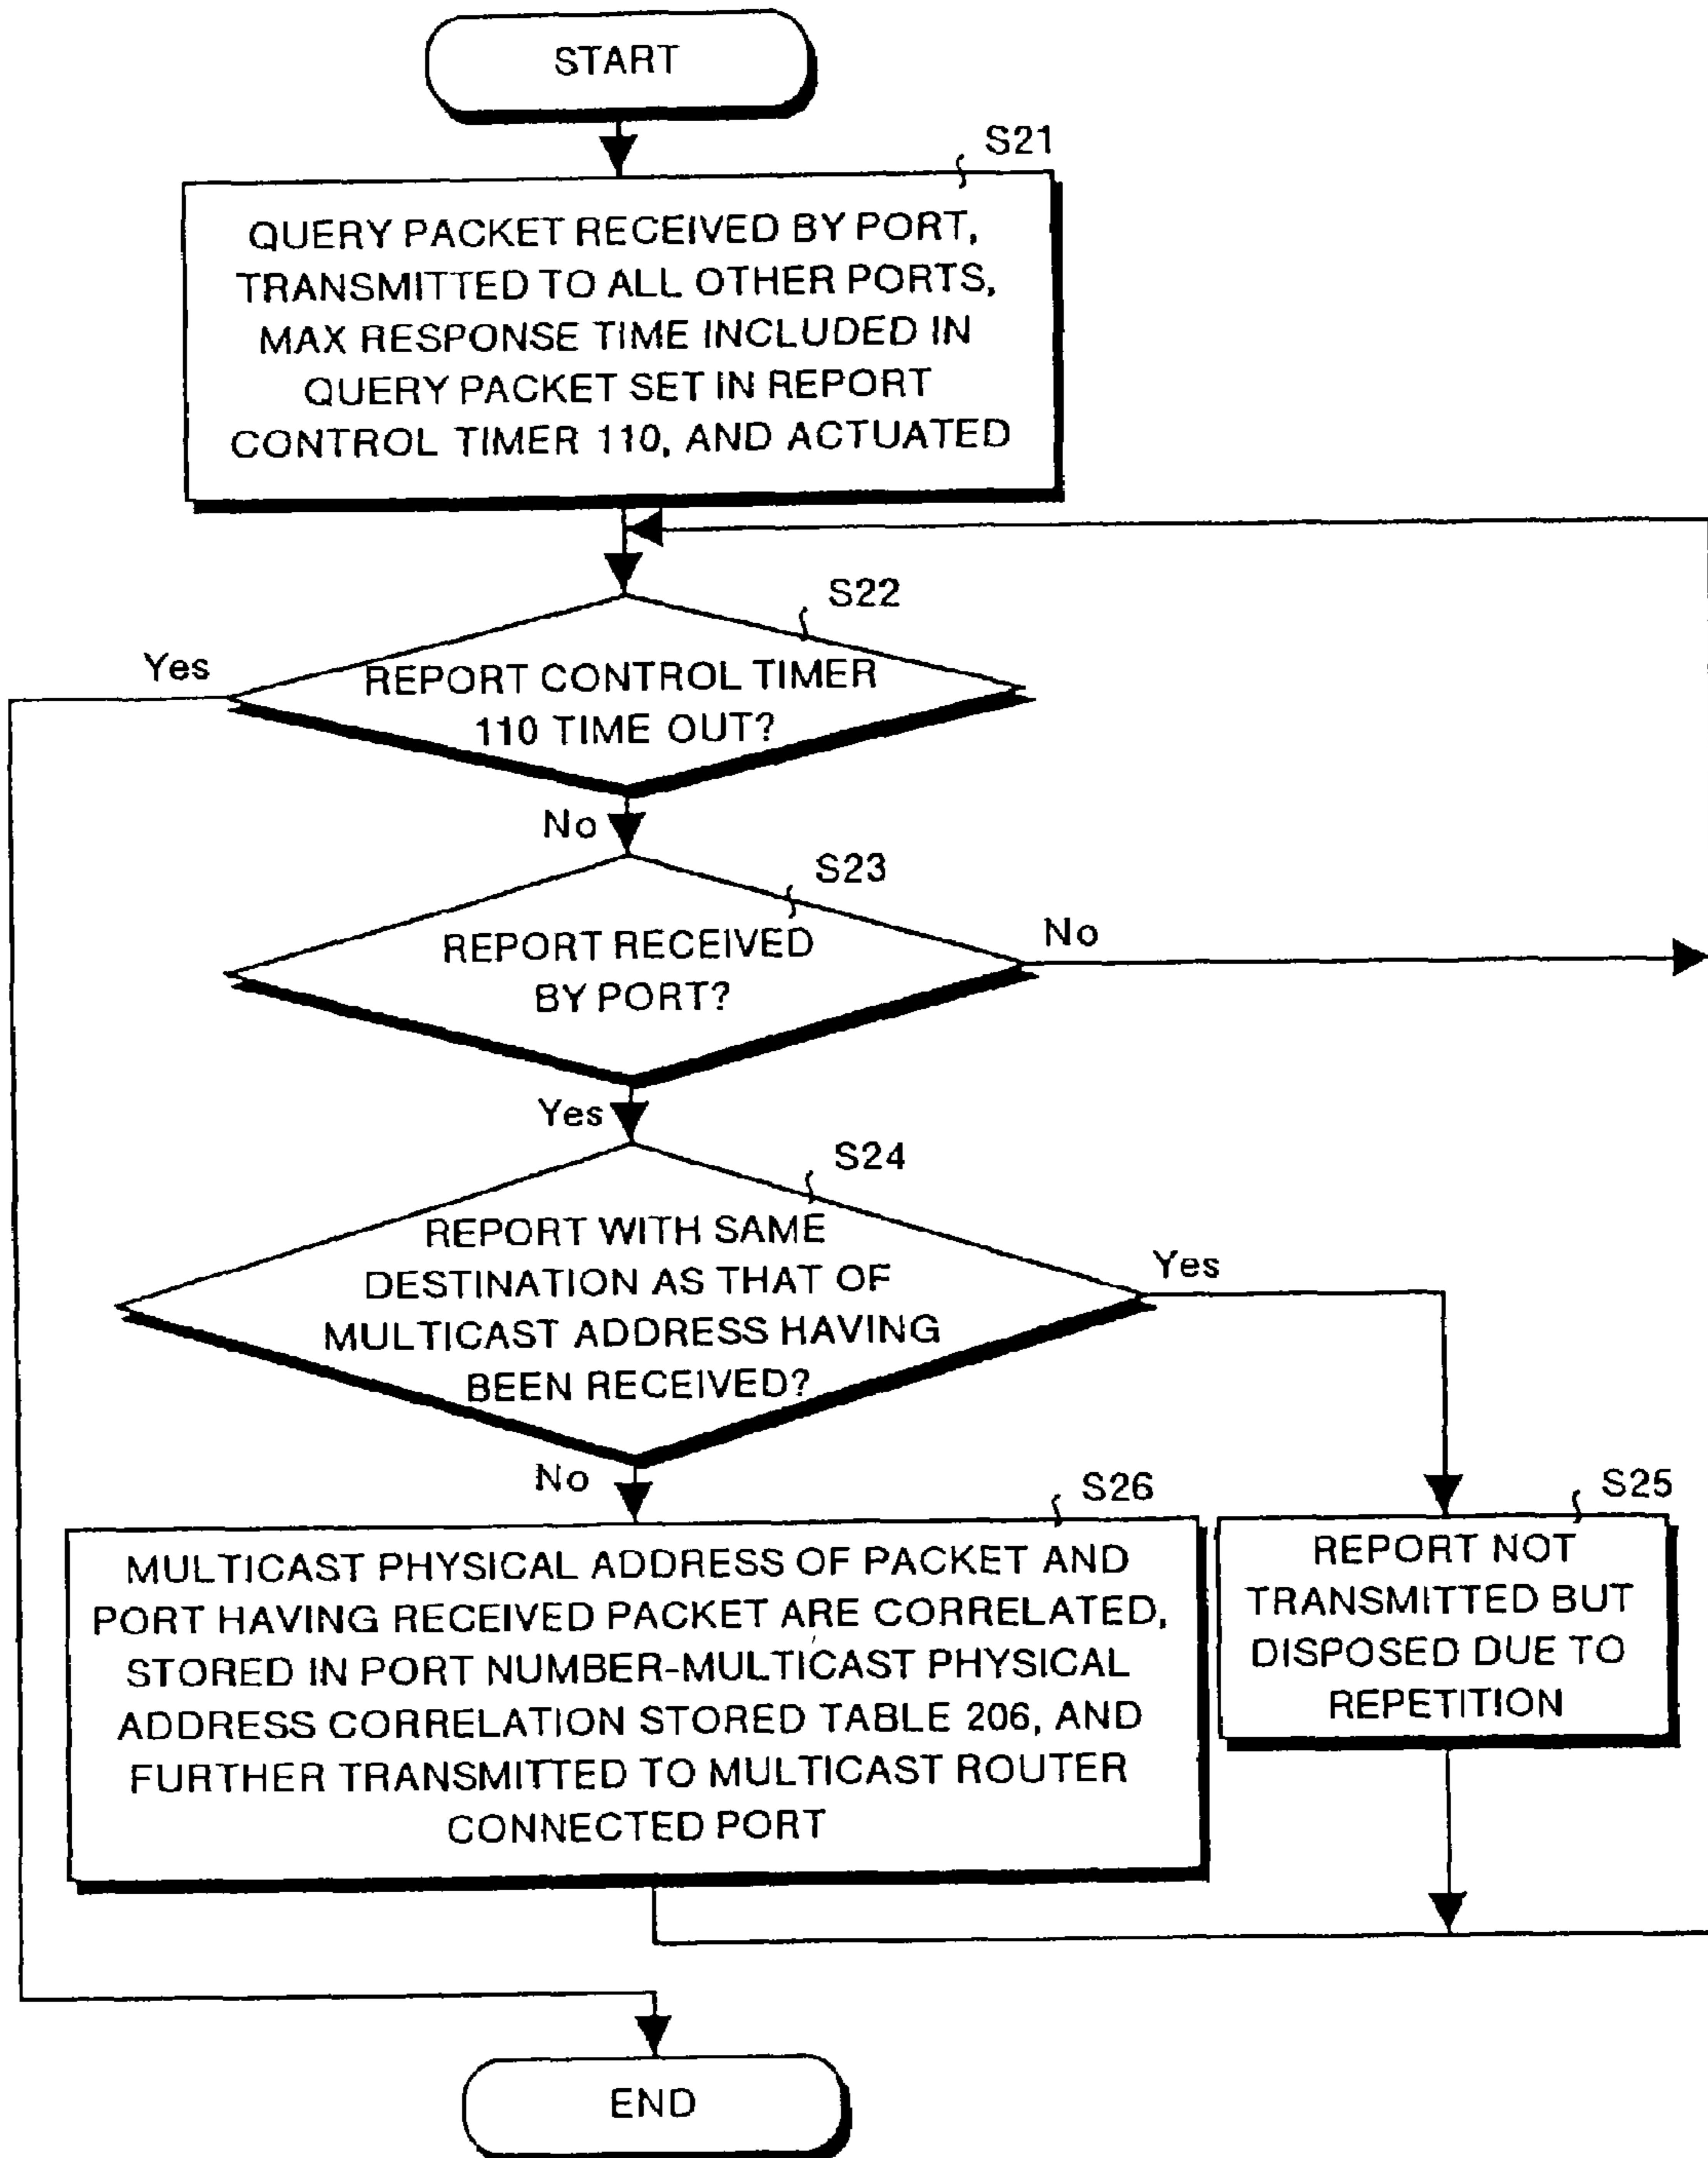 START
S21
QUERY PACKET RECEIVED BY PORT,
TRANSMITTED TO ALL OTHER PORTS,
MAX RESPONSE TIME INCLUDED IN
QUERY PACKET SET IN REPORT
CONTROL TIMER 110, AND ACTUATED
S22
Yes
REPORT CONTROL TIMER
110 TIME OUT?
No
S23
REPORT RECEIVED
BY PORT?
No
Yes
S24
REPORT WITH SAME
DESTINATION AS THAT OF
MULTICAST ADDRESS HAVING
BEEN RECEIVED?
Yes
No
S26
MULTICAST PHYSICAL ADDRESS OF PACKET AND
PORT HAVING RECEIVED PACKET ARE CORRELATED,
STORED IN PORT NUMBER-MULTICAST PHYSICAL
ADDRESS CORRELATION STORED TABLE 206, AND
FURTHER TRANSMITTED TO MULTICAST ROUTER
CONNECTED PORT
S25
REPORT NOT
TRANSMITTED BUT
DISPOSED DUE TO
REPETITION
END